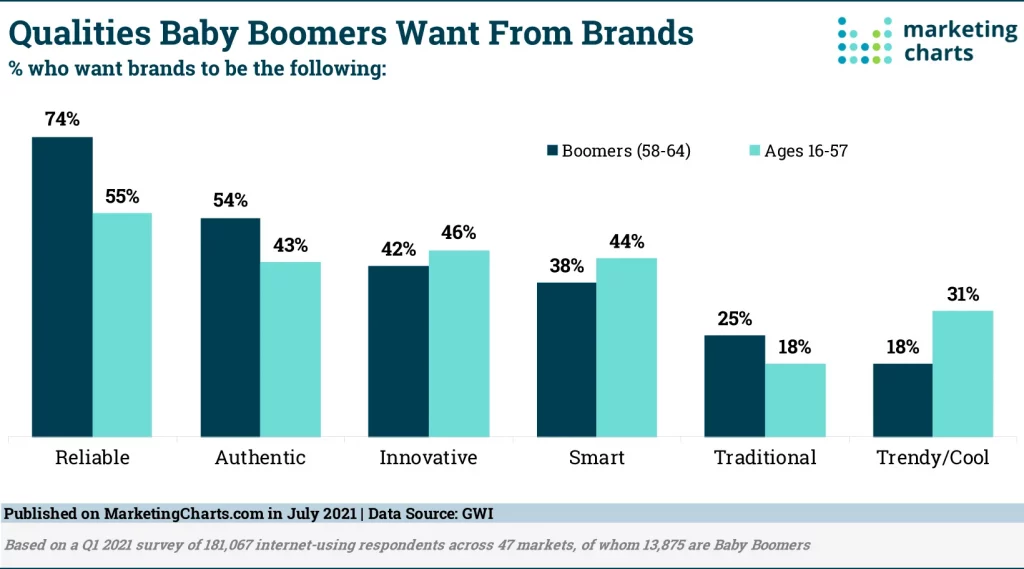 Qualities Baby Boomers Want From Brands
% who want brands to be the following:
marketing
charts
Boomers (58-64)
Ages 16-57
74%
55%
54%
43%
42%
46%
38%
44%
25%
18%
18%
31%
Reliable
Authentic
Innovative
Smart
Traditional
Trendy/Cool
Published on MarketingCharts.com in July 2021 | Data Source: GWI
Based on a Q1 2021 survey of 181,067 internet-using respondents across 47 markets, of whom 13,875 are Baby Boomers